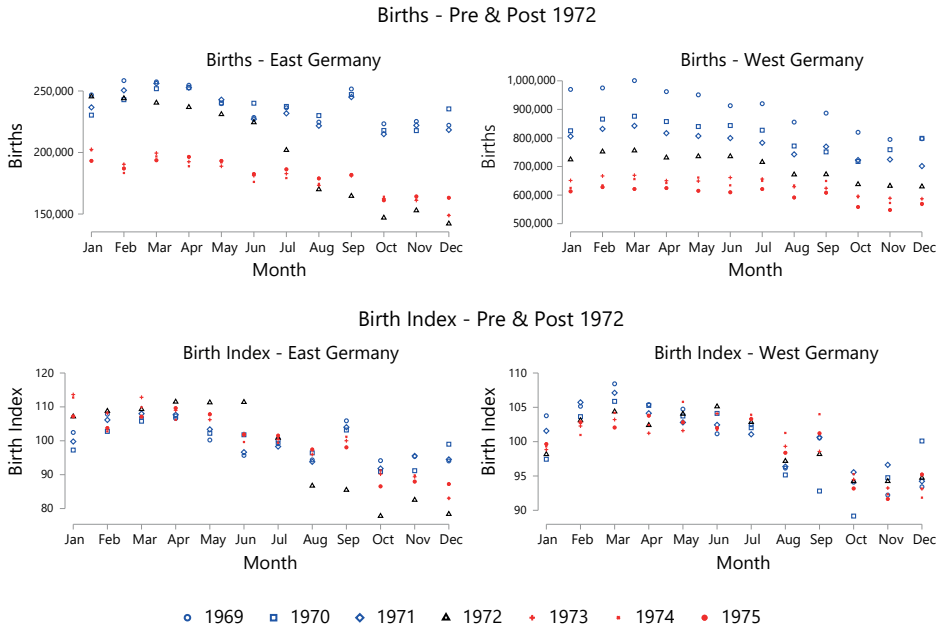 Births - Pre & Post 1972
Births - East Germany
Births
250,000
200,000
150,000
Jan Feb Mar Apr May Jun Jul Aug Sep Oct Nov Dec
Month
Births - West Germany
Births
1,000,000
900,000
800,000
700,000
600,000
500,000
Jan Feb Mar Apr May Jun Jul Aug Sep Oct Nov Dec
Month
Birth Index - Pre & Post 1972
Birth Index - East Germany
Birth Index
120
110
100
90
80
Jan Feb Mar Apr May Jun Jul Aug Sep Oct Nov Dec
Month
Birth Index - West Germany
Birth Index
110
105
100
95
90
Jan Feb Mar Apr May Jun Jul Aug Sep Oct Nov Dec
Month
1969 1970 1971 1972 1973 1974 1975